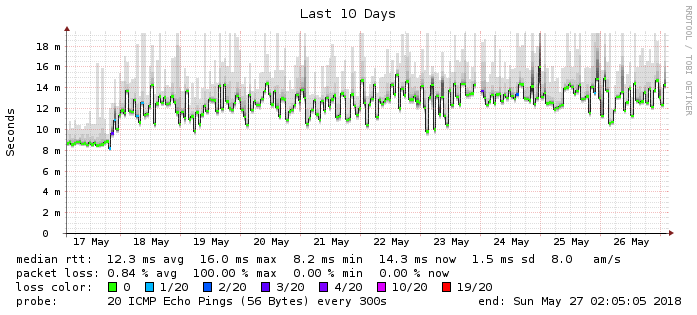 Last 10 Days
RRDTOOL / TOBI OETIKER
Seconds
18 m
16 m
14 m
12 m
10 m
8 m
6 m
4 m
2 m
0
17 May 18 May 19 May 20 May 21 May 22 May 23 May 24 May 25 May 26 May
median rtt: 12.3 ms avg 16.0 ms max 8.2 ms min 14.3 ms now 1.5 ms sd 8.0 am/s
packet loss: 0.84 % avg 100.00 % max 0.00 % min 0.00 % now
loss color: 0 1/20 2/20 3/20 4/20 10/20 19/20
probe: 20 ICMP Echo Pings (56 Bytes) every 300s end: Sun May 27 02:05:05 2018